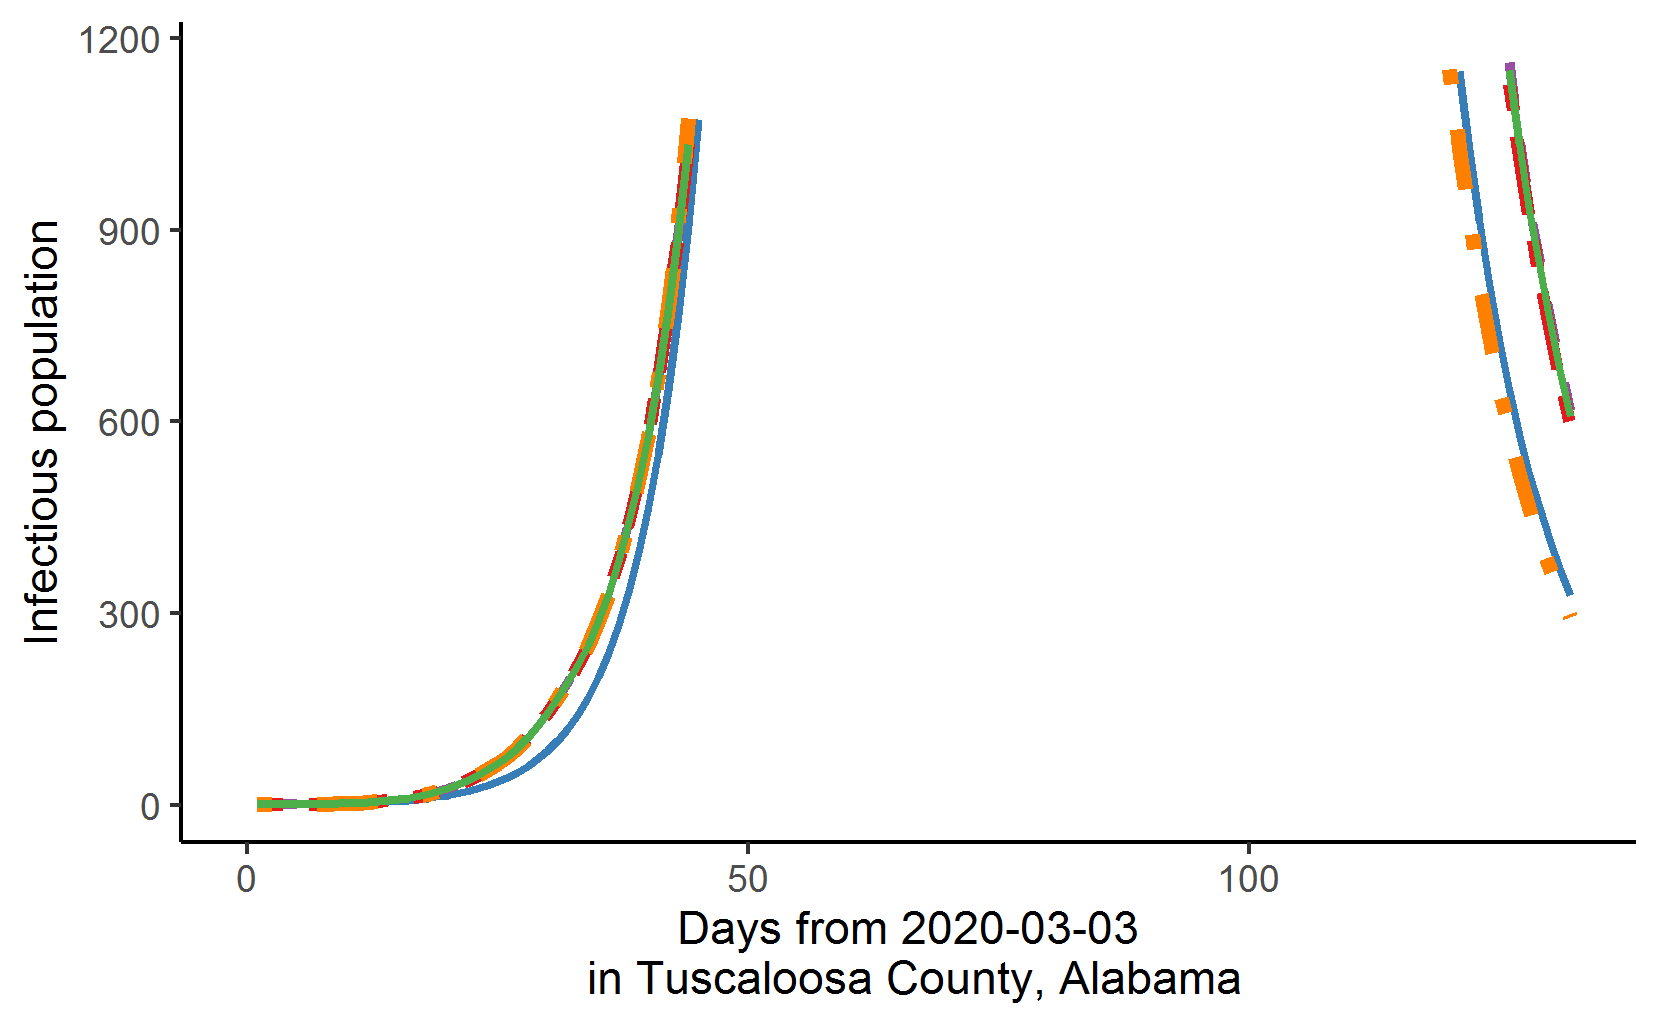 1200
900
600
300
0
Infectious population
0 50 100
Days from 2020-03-03
in Tuscaloosa County, Alabama